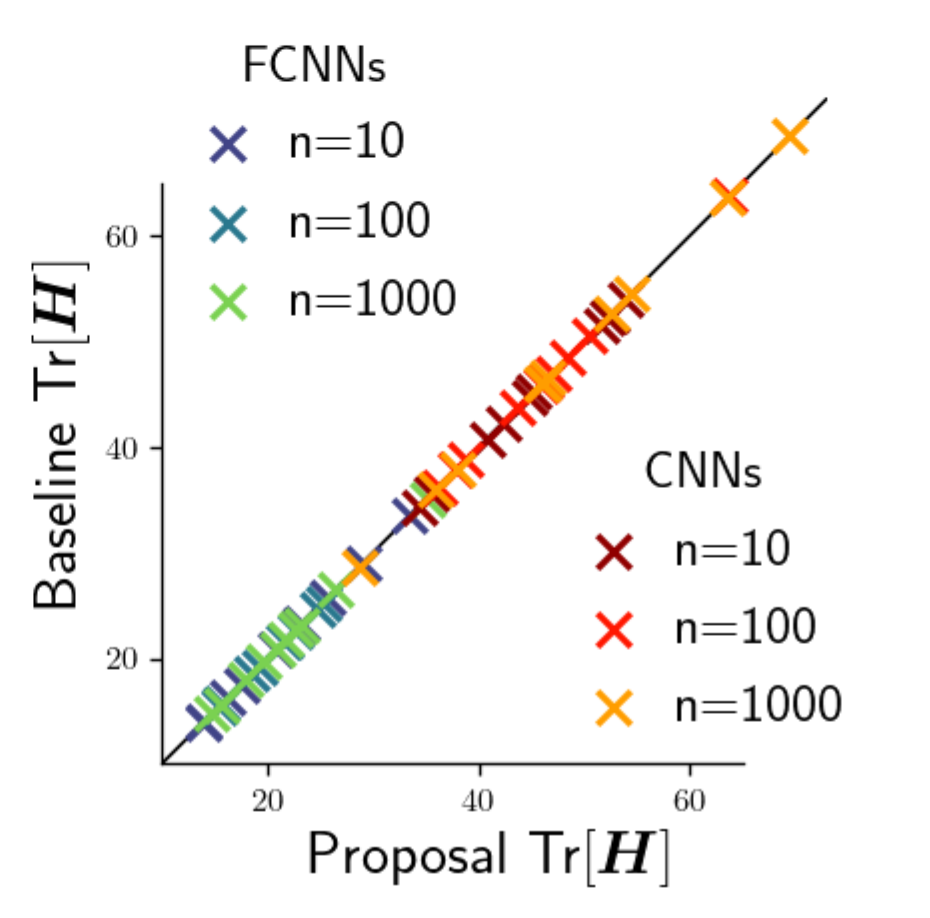 FCNNs
n=10
n=100
n=1000
60
40
20
Baseline Tr[H]
CNNs
n=10
n=100
n=1000
20 40 60
Proposal Tr[H]